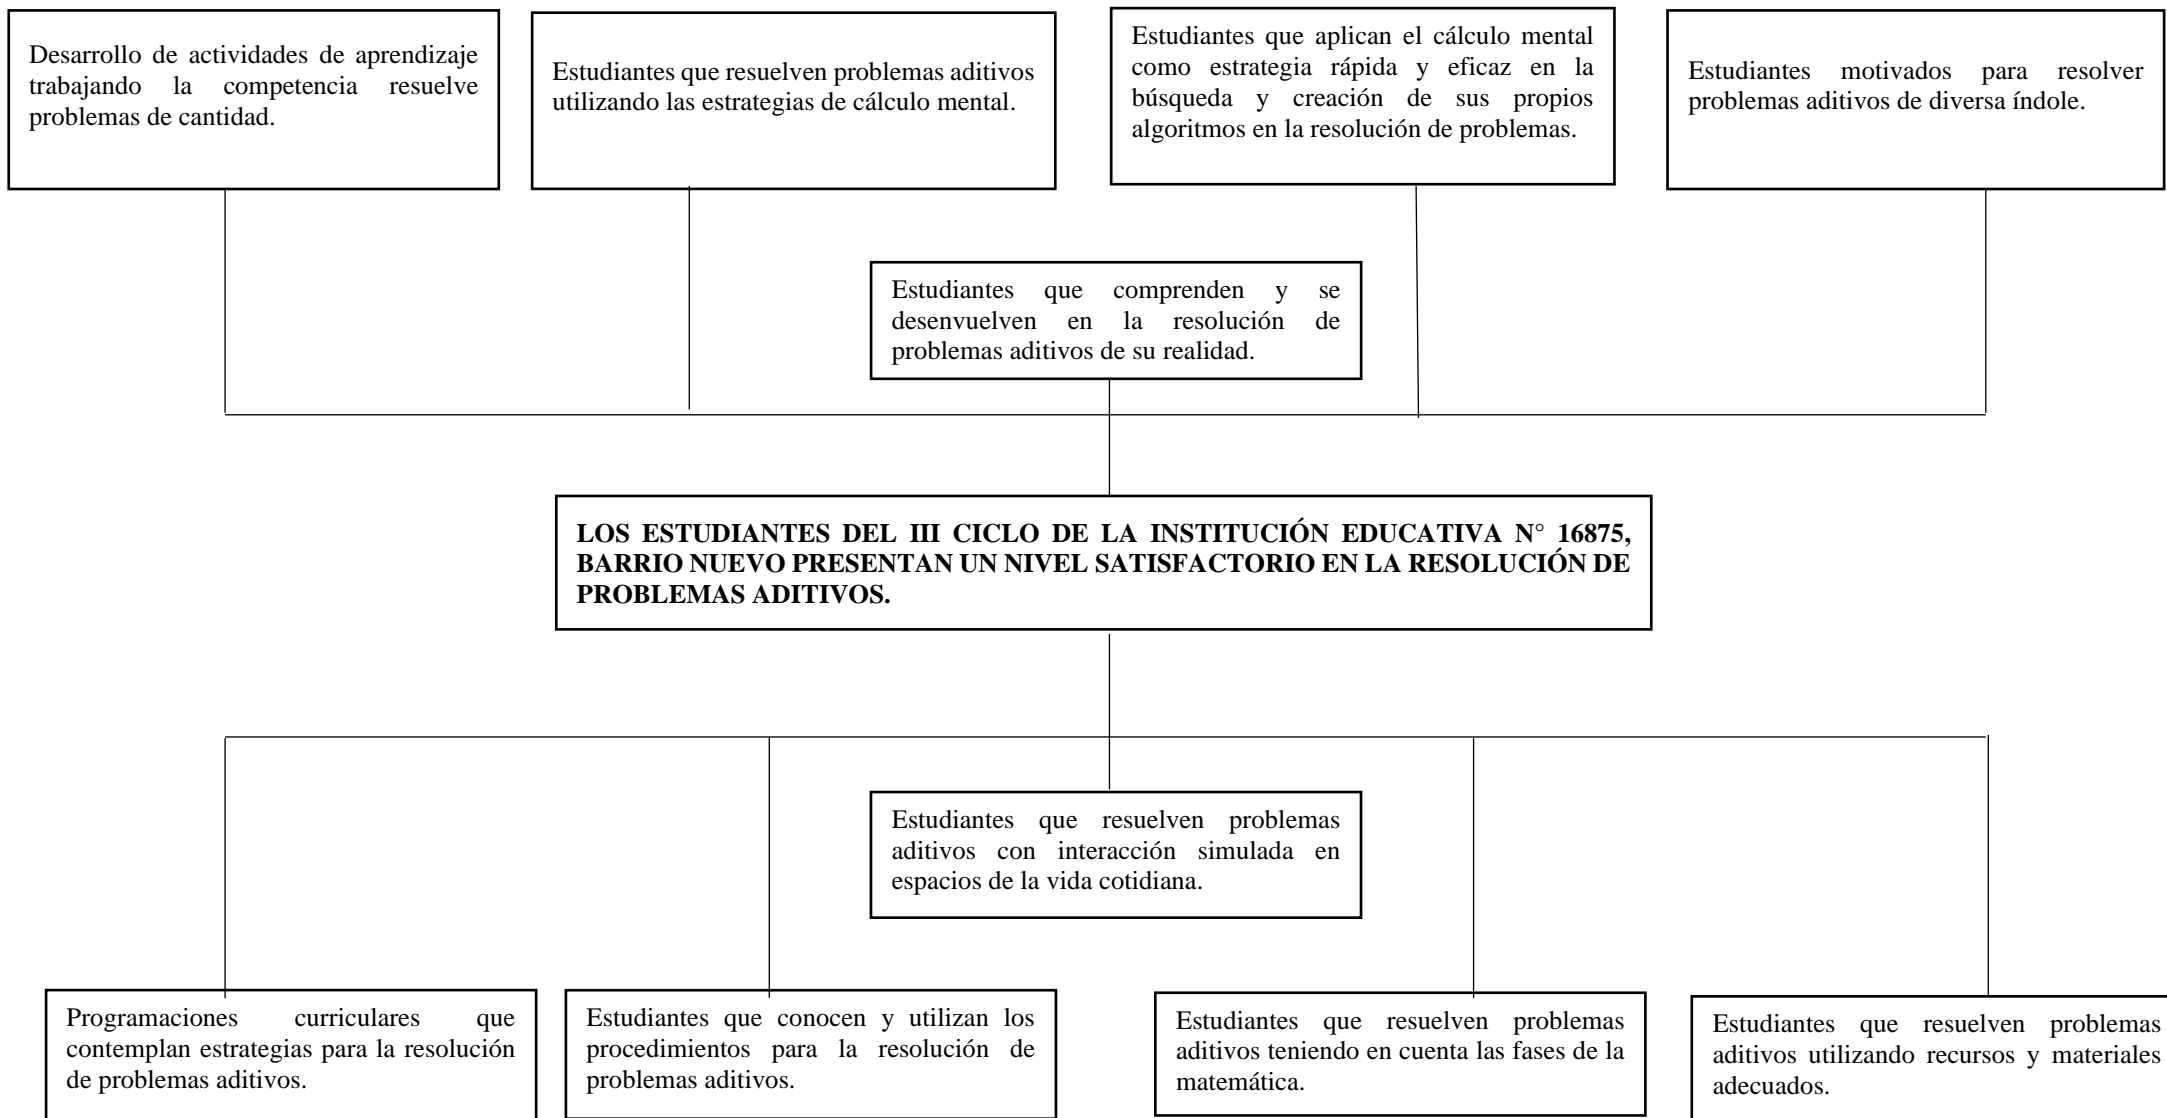 Desarrollo de actividades de aprendizaje
trabajando la competencia resuelve
problemas de cantidad.
Estudiantes que resuelven problemas aditivos
utilizando las estrategias de cálculo mental.
Estudiantes que aplican el cálculo mental
como estrategia rápida y eficaz en la
búsqueda y creación de sus propios
algoritmos en la resolución de problemas.
Estudiantes motivados para resolver
problemas aditivos de diversa índole.
Estudiantes que comprenden y se
desenvuelven en la resolución de
problemas aditivos de su realidad.
LOS ESTUDIANTES DEL III CICLO DE LA INSTITUCIÓN EDUCATIVA N° 16875,
BARRIO NUEVO PRESENTAN UN NIVEL SATISFACTORIO EN LA RESOLUCIÓN DE
PROBLEMAS ADITIVOS.
Estudiantes que resuelven problemas
aditivos con interacción simulada en
espacios de la vida cotidiana.
Programaciones curriculares que
contemplan estrategias para la resolución
de problemas aditivos.
Estudiantes que conocen y utilizan los
procedimientos para la resolución de
problemas aditivos.
Estudiantes que resuelven problemas
aditivos teniendo en cuenta las fases de la
matemática.
Estudiantes que resuelven problemas
aditivos utilizando recursos y materiales
adecuados.